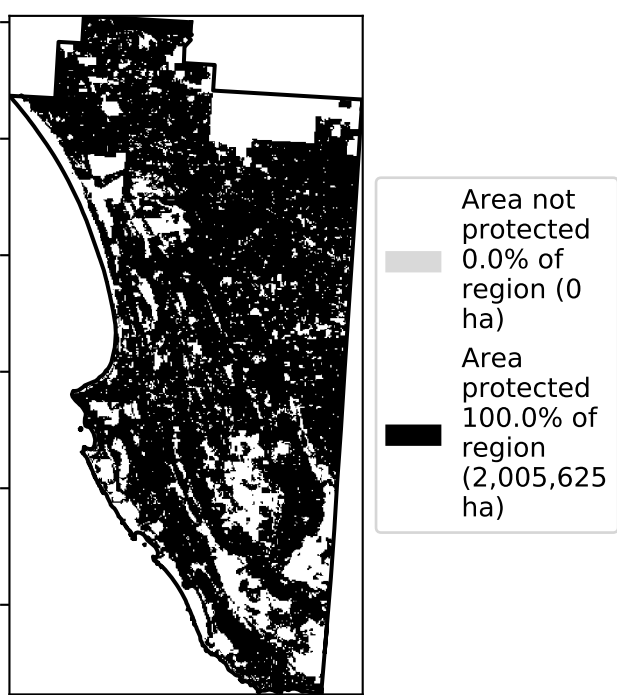 Area not
protected
0.0% of
region (0
ha)
Area
protected
100.0% of
region
(2,005,625
ha)